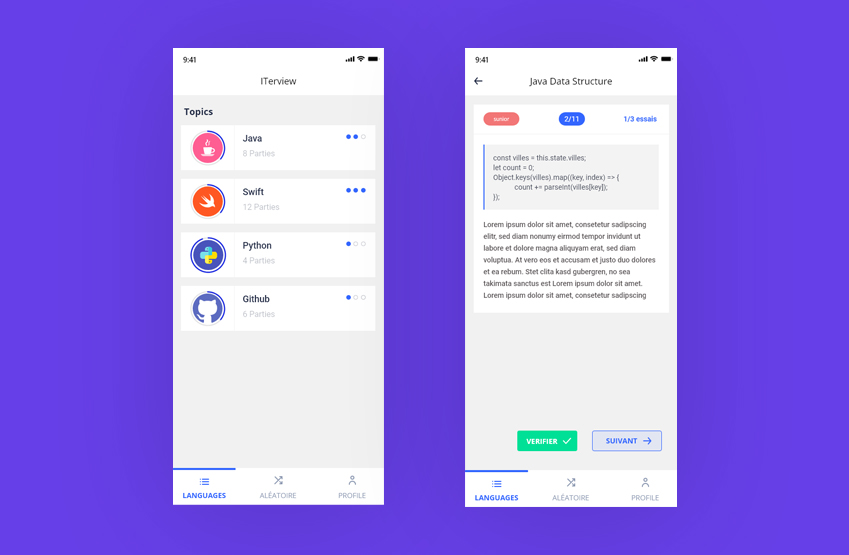 9:41
ITerview
Topics
Java
8 Parties
Swift
12 Parties
Python
4 Parties
Github
6 Parties
LANGUAGES
ALÉATOIRE
PROFILE
9:41
Java Data Structure
Junior
2/11
1/3 essais
const villes = this.state.villes;
let count = 0;
Object.keys(villes).map((key, index) => {
count += parseInt(villes[key]);
});
Lorem ipsum dolor sit amet, consetetur sadipscing
elitr, sed diam nonumy eirmod tempor invidunt ut
labore et dolore magna aliquyam erat, sed diam
voluptua. At vero eos et accusam et justo duo dolores
et ea rebum. Stet clita kasd gubergren, no sea
takimata sanctus est Lorem ipsum dolor sit amet.
Lorem ipsum dolor sit amet, consetetur sadipscing
VERIFIER
SUIVANT
LANGUAGES
ALÉATOIRE
PROFILE